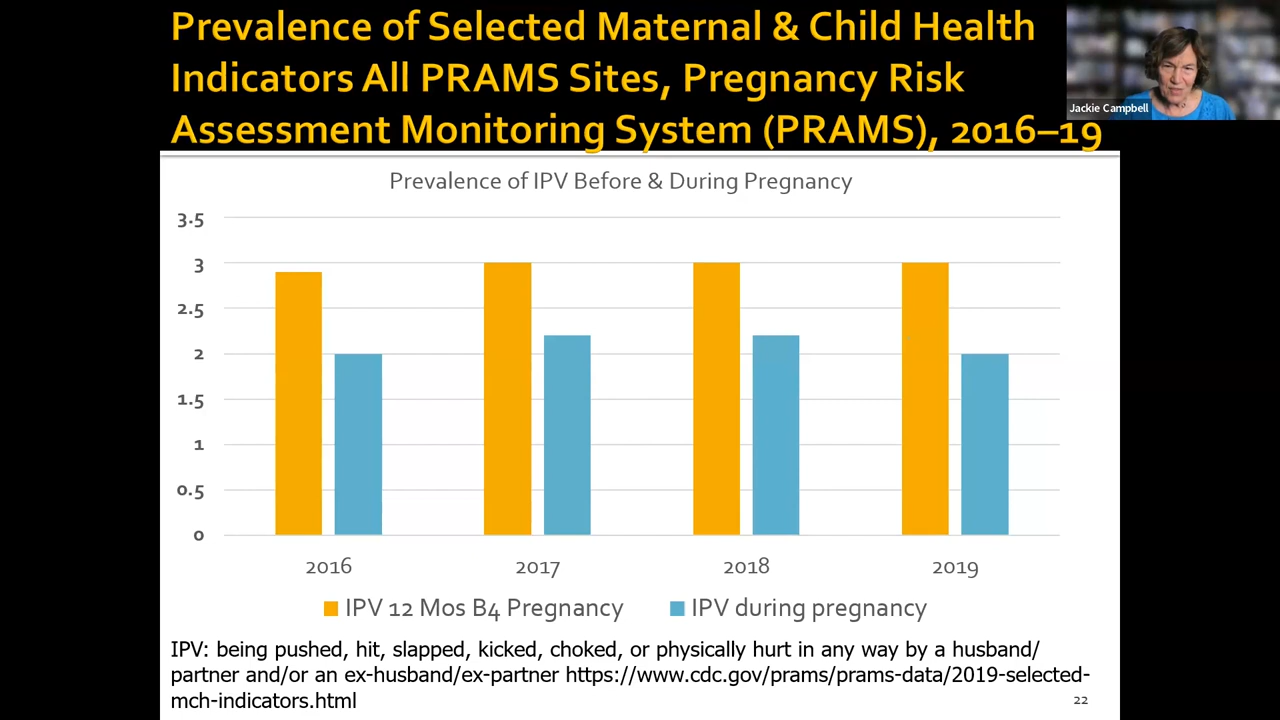 Prevalence of Selected Maternal & Child Health
Indicators All PRAMS Sites, Pregnancy Risk
Assessment Monitoring System (PRAMS), 2016–19
Jackie Campbell
Prevalence of IPV Before & During Pregnancy
3.5
3
2.5
2
1.5
1
0.5
0
2016 2017 2018 2019
IPV 12 Mos B4 Pregnancy IPV during pregnancy
IPV: being pushed, hit, slapped, kicked, choked, or physically hurt in any way by a husband/
partner and/or an ex-husband/ex-partner https://www.cdc.gov/prams/prams-data/2019-selected-
mch-indicators.html
22